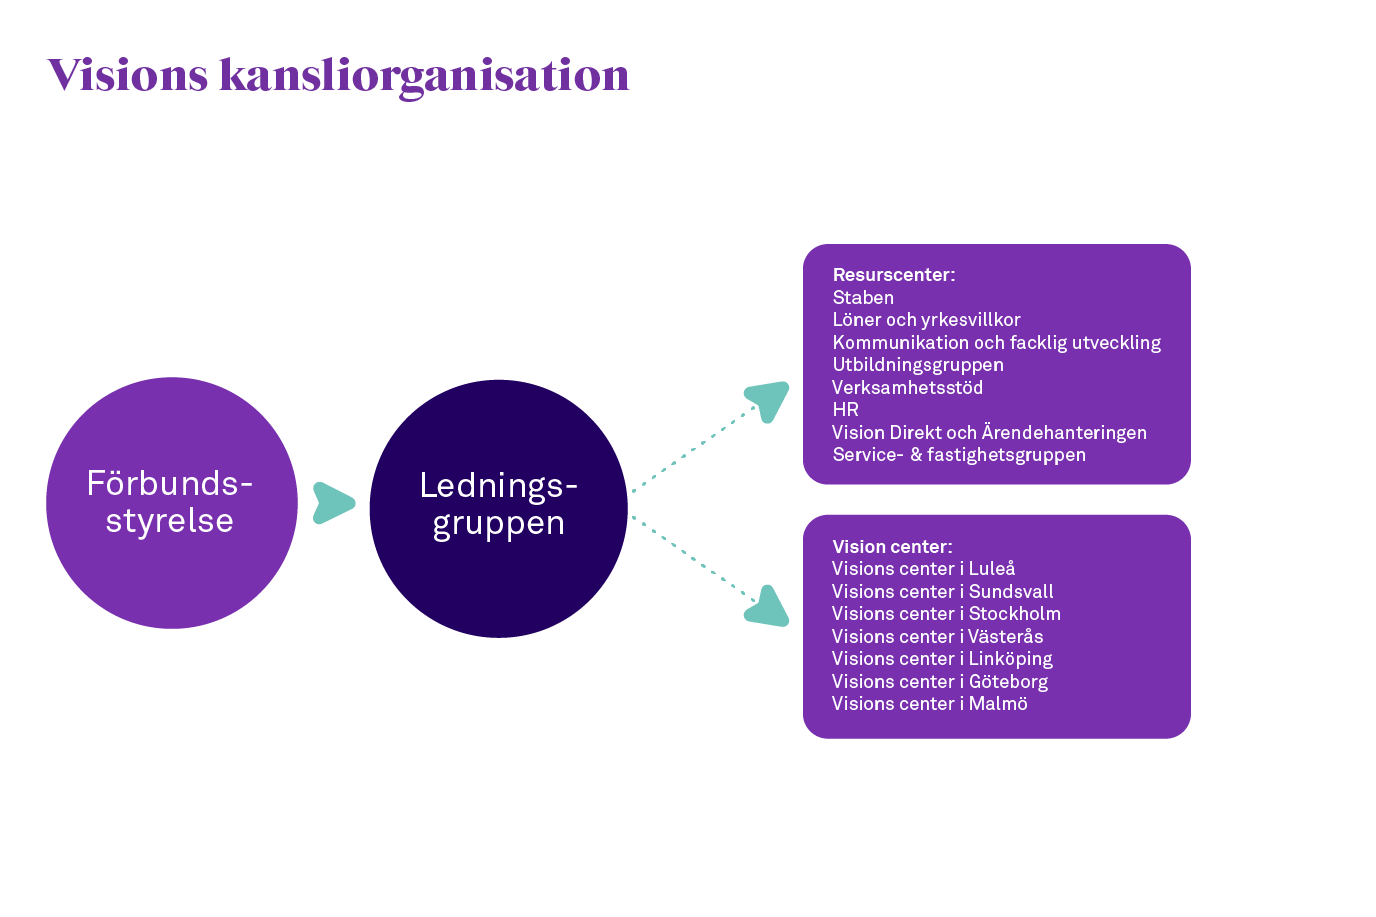 Visions kansliorganisation
Förbunds-
styrelse
Lednings-
gruppen
Resurscenter:
Staben
Löner och yrkesvillkor
Kommunikation och facklig utveckling
Utbildningsgruppen
Verksamhetsstöd
HR
Vision Direkt och Ärendehanteringen
Service- & fastighetsgruppen
Vision center:
Visions center i Luleå
Visions center i Sundsvall
Visions center i Stockholm
Visions center i Västerås
Visions center i Linköping
Visions center i Göteborg
Visions center i Malmö